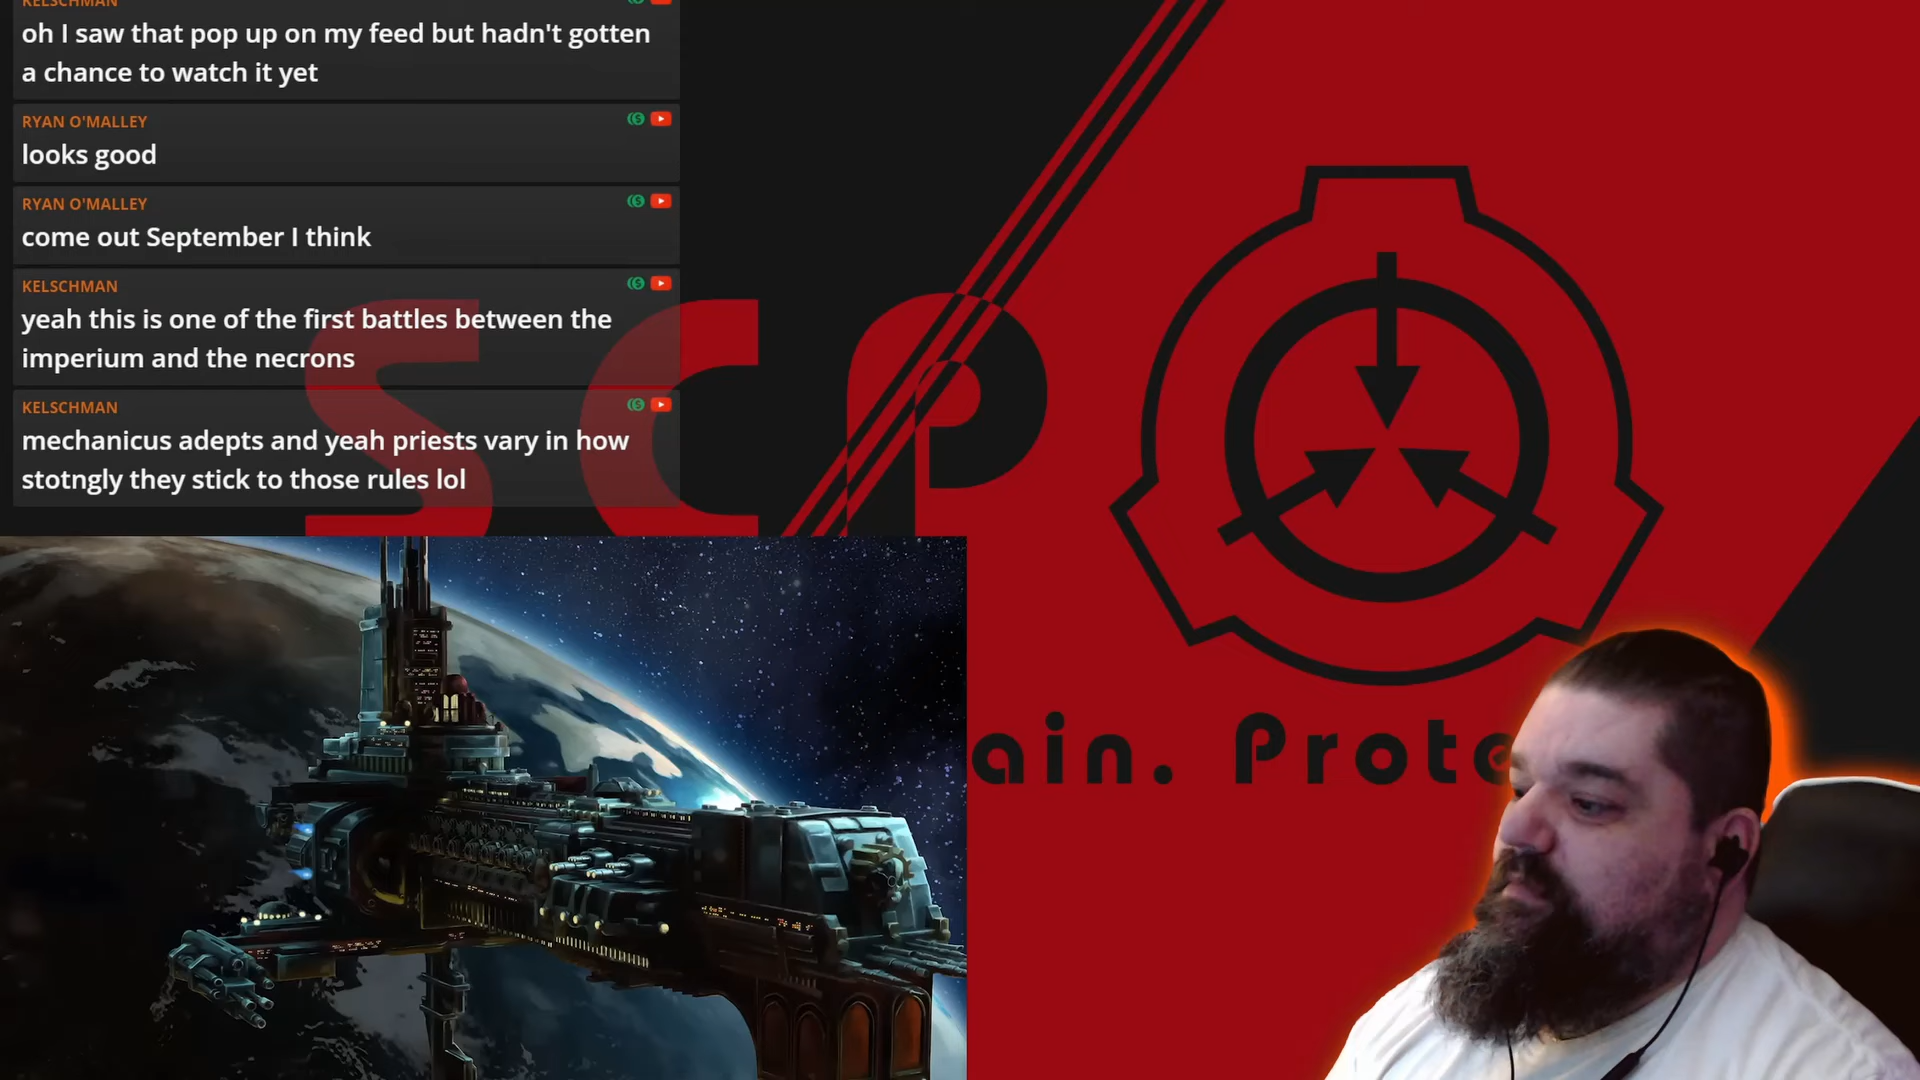 KELSCHMAN
oh I saw that pop up on my feed but hadn't gotten
a chance to watch it yet
RYAN O'MALLEY
looks good
RYAN O'MALLEY
come out September I think
KELSCHMAN
yeah this is one of the first battles between the
imperium and the necrons
KELSCHMAN
mechanicus adepts and yeah priests vary in how
stotngly they stick to those rules lol
SCP
ain. Prote